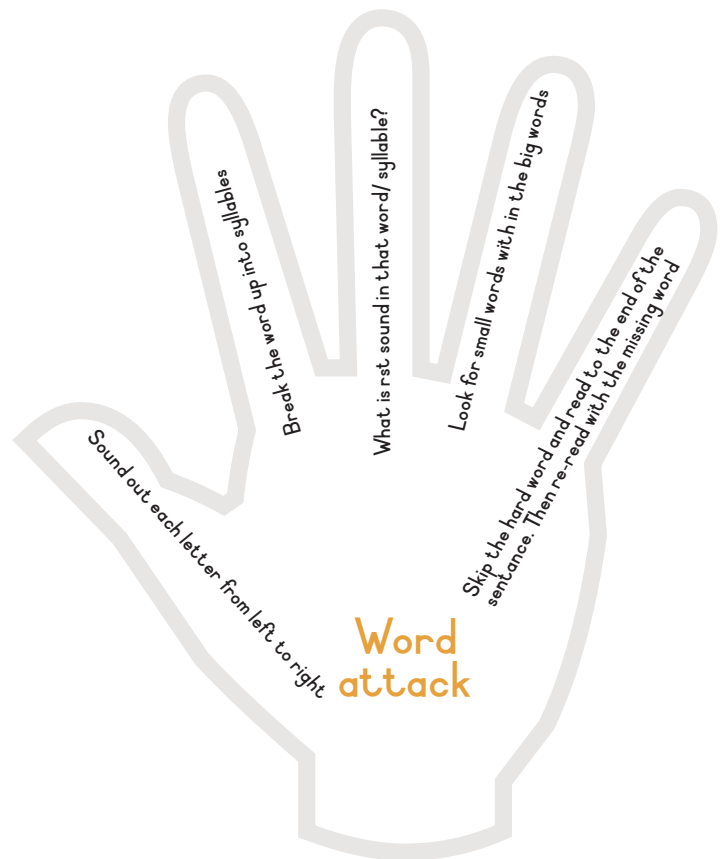 Sound out each letter from left to right
Break the word up into syllables
What is rst sound in that word/ syllable?
Look for small words with in the big words
Skip the hard word and read to the end of the
sentance. Then re-read with the missing word
Word
attack